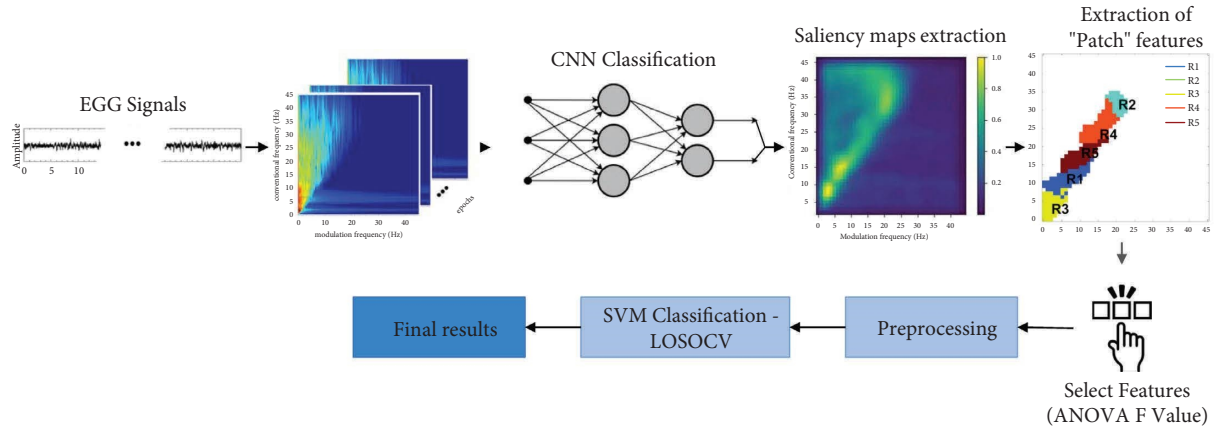 EGG Signals
Amplitude
0 5 10
conventional frequency (Hz)
45
40
35
30
25
20
15
10
5
0
0 10 20 30 40
modulation frequency (Hz)
epochs
CNN Classification
Saliency maps extraction
Conventional frequency (Hz)
45
40
35
30
25
20
15
10
5
0 5 10 15 20 25 30 35 40
Modulation frequency (Hz)
1.0
0.8
0.6
0.4
0.2
Extraction of
"Patch" features
45
40
35
30
25
20
15
10
5
0
0 5 10 15 20 25 30 35 40 45
R1
R2
R3
R4
R5
R2
R4
R5
R1
R3
Final results
SVM Classification -
LOSOCV
Preprocessing
Select Features
(ANOVA F Value)